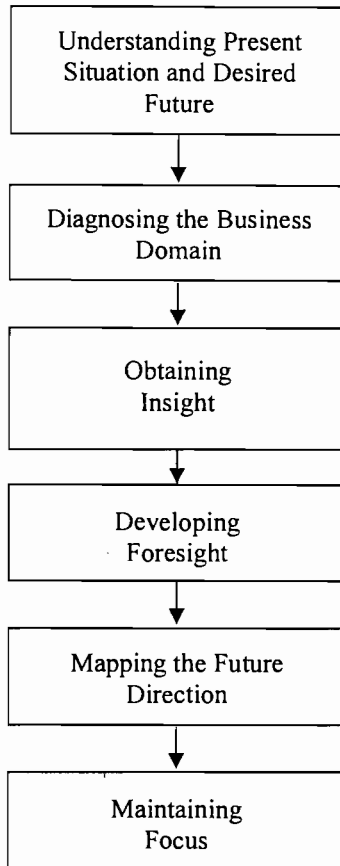 Understanding Present
Situation and Desired
Future
Diagnosing the Business
Domain
Obtaining
Insight
Developing
Foresight
Mapping the Future
Direction
Maintaining
Focus